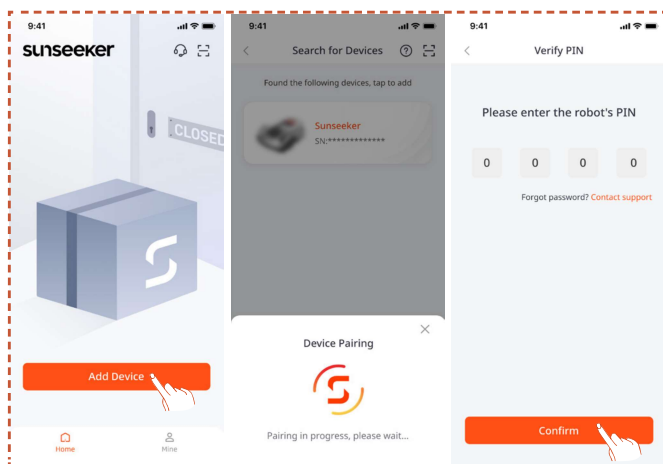 9:41
sunseeker
CLOSED
Add Device
Home
Mine
9:41
Search for Devices
Found the following devices, tap to add
Sunseeker
SN:*************
Device Pairing
Pairing in progress, please wait...
9:41
Verify PIN
Please enter the robot's PIN
0 0 0 0
Forgot password? Contact support
Confirm